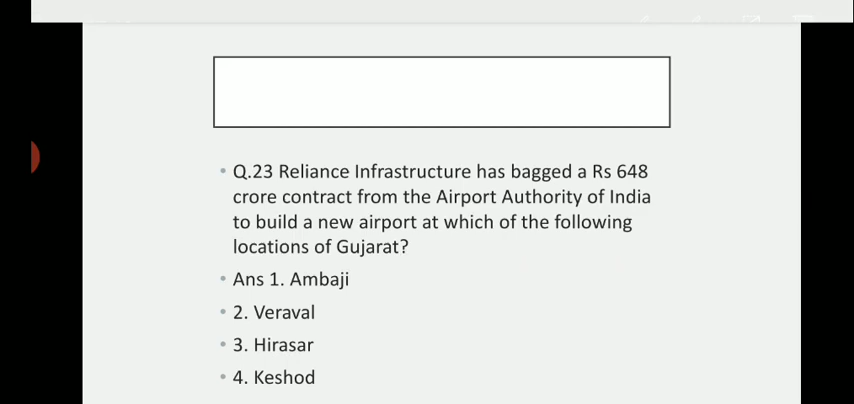 • Q.23 Reliance Infrastructure has bagged a Rs 648
crore contract from the Airport Authority of India
to build a new airport at which of the following
locations of Gujarat?
• Ans 1. Ambaji
• 2. Veraval
• 3. Hirasar
• 4. Keshod